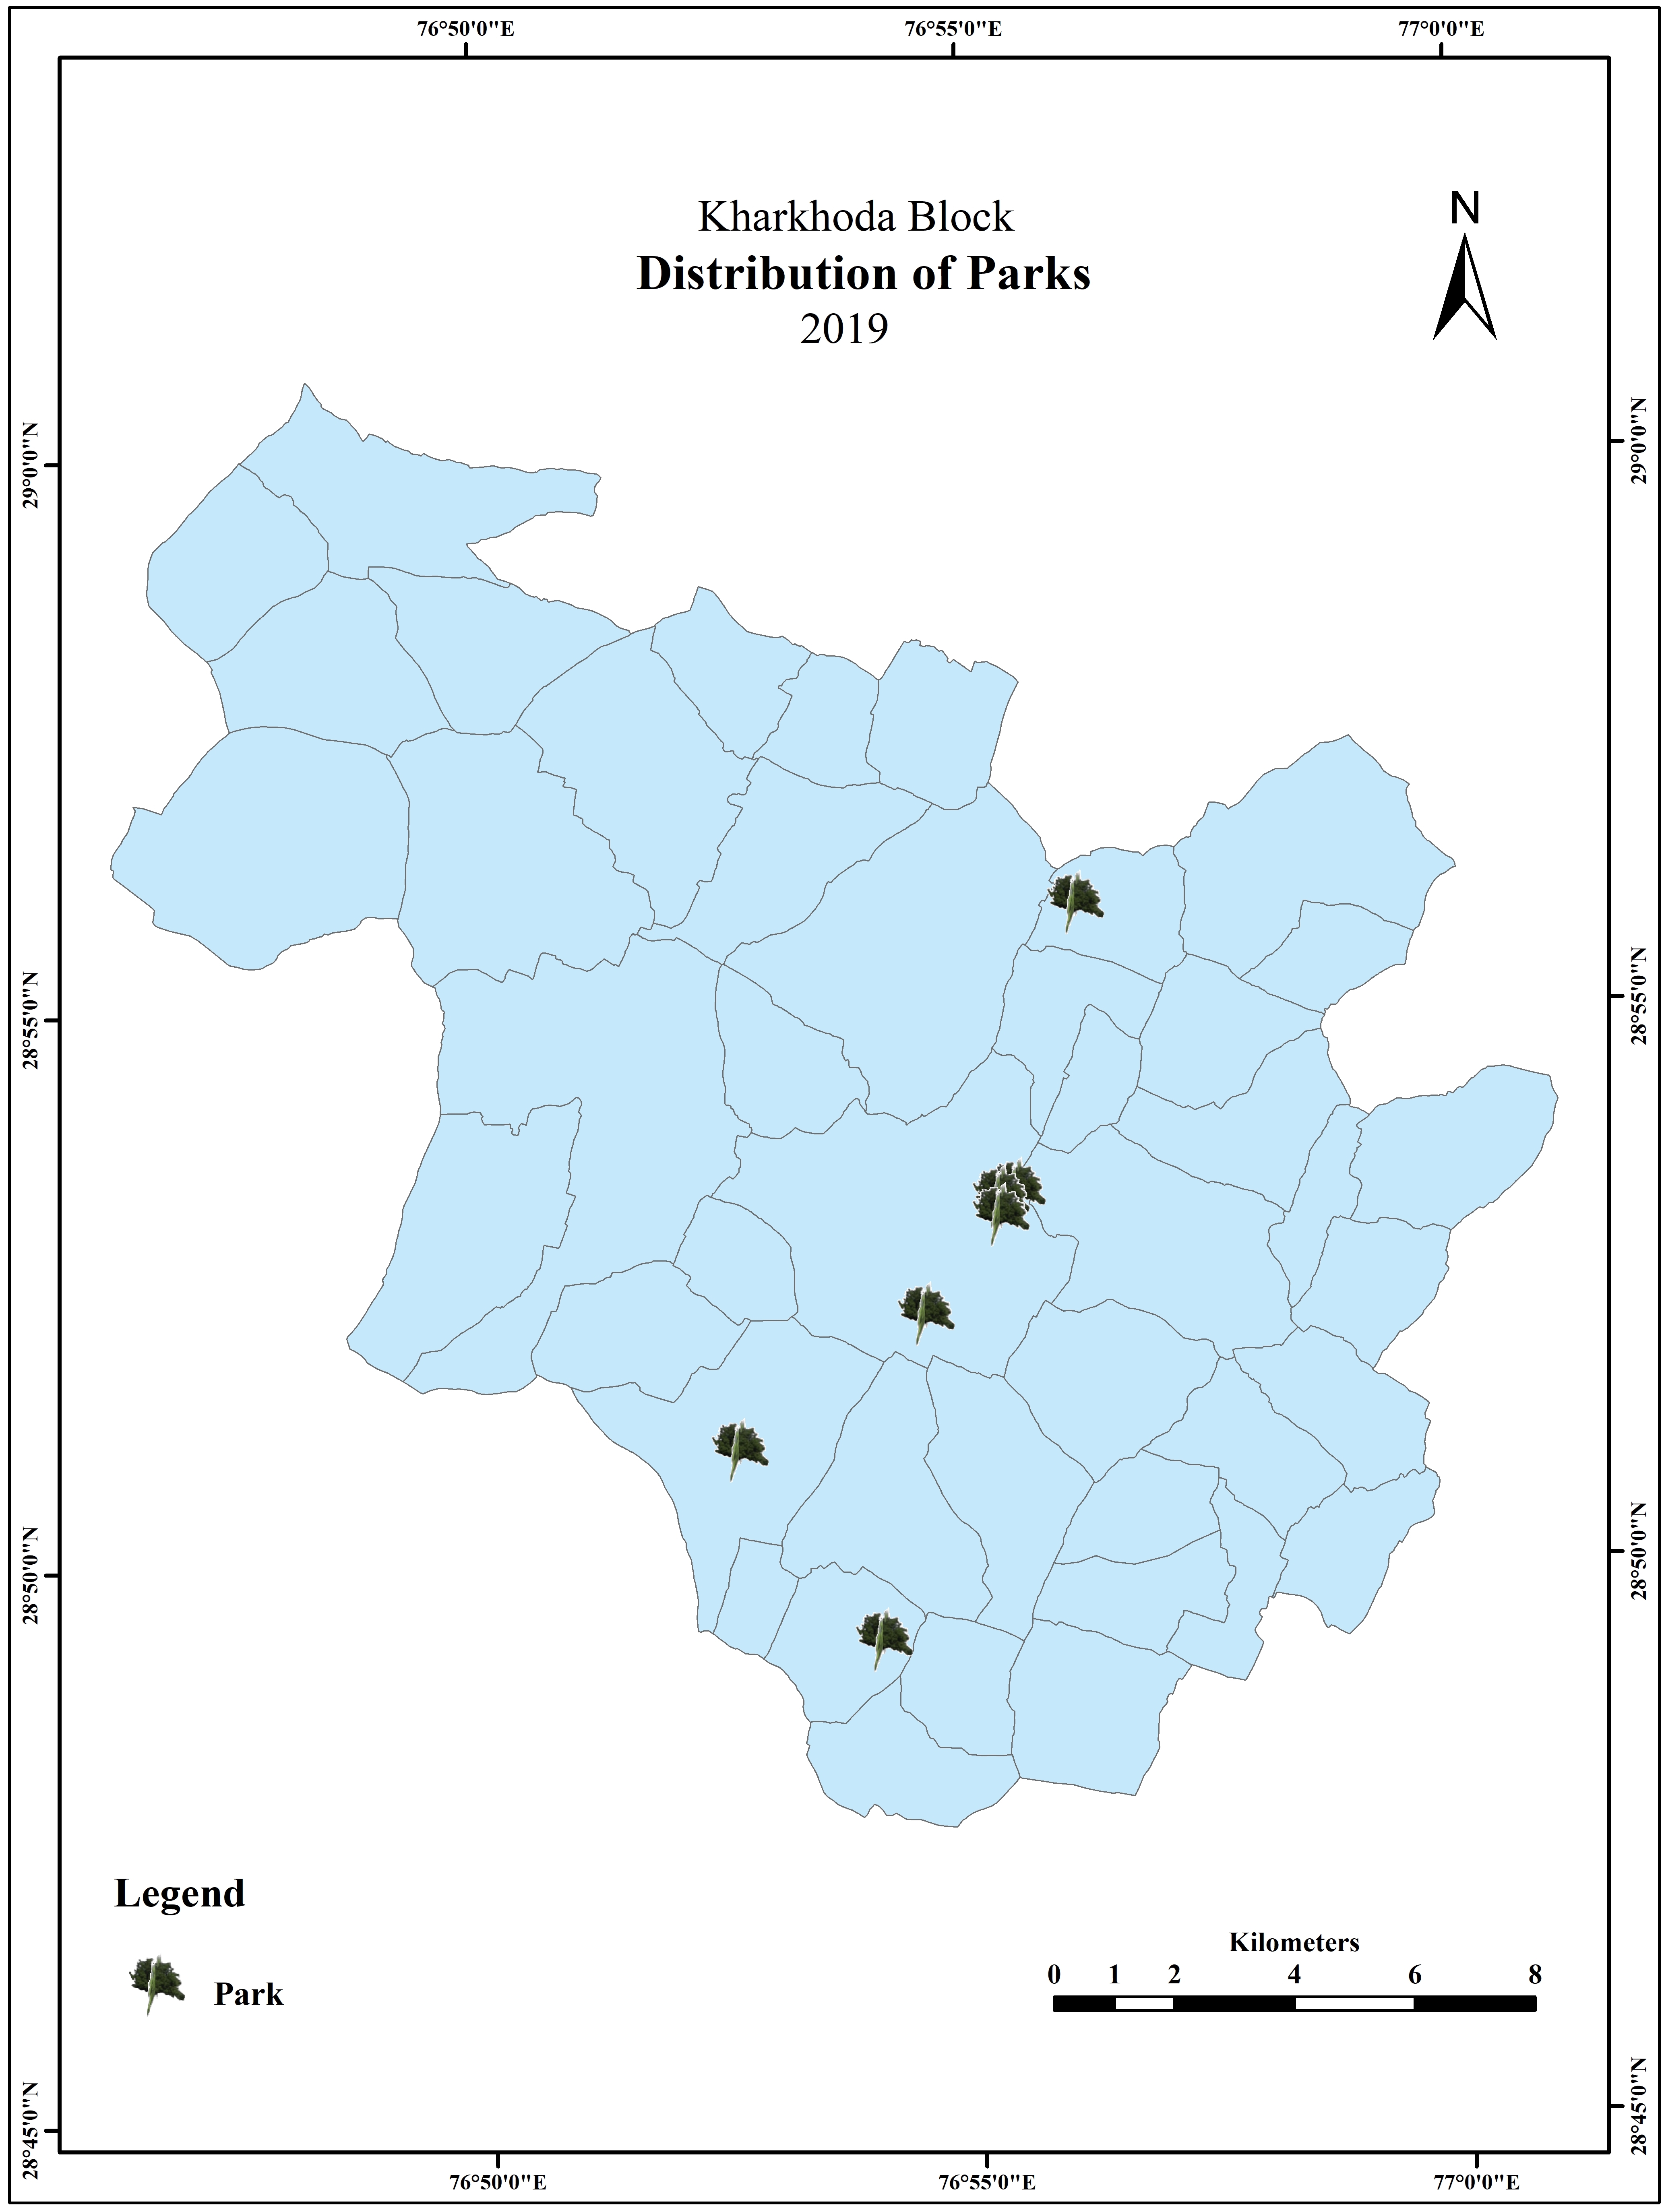 76°50'0"E 76°55'0"E 77°0'0"E
Kharkhoda Block
Distribution of Parks
2019
N
29°0'0"N
29°0'0"N
28°55'0"N
28°55'0"N
28°50'0"N
28°50'0"N
28°45'0"N
28°45'0"N
Legend
Park
Kilometers
0 1 2 4 6 8
76°50'0"E 76°55'0"E 77°0'0"E